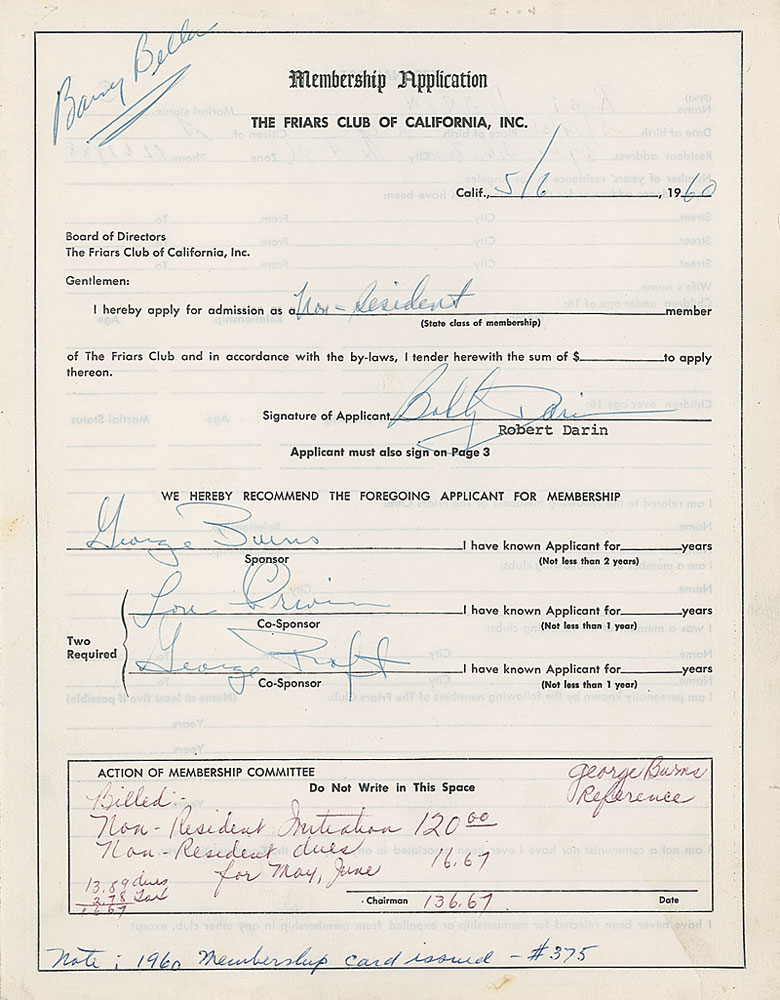 Barry Beller
Membership Application
THE FRIARS CLUB OF CALIFORNIA, INC.
Calif., 5/6, 1960
Board of Directors
The Friars Club of California, Inc.
Gentlemen:
I hereby apply for admission as a Non-Resident member
(State class of membership)
of The Friars Club and in accordance with the by-laws, I tender herewith the sum of $ to apply
thereon.
Signature of Applicant Bobby Darin
Robert Darin
Applicant must also sign on Page 3
WE HEREBY RECOMMEND THE FOREGOING APPLICANT FOR MEMBERSHIP
George Burns I have known Applicant for years
Sponsor (Not less than 2 years)
Lou Irwin I have known Applicant for years
Co-Sponsor (Not less than 1 year)
Two
Required
George Raft I have known Applicant for years
Co-Sponsor (Not less than 1 year)
ACTION OF MEMBERSHIP COMMITTEE
Do Not Write in This Space
George Burns
Reference
Billed:-
Non-Resident Initiation 120 00
Non-Resident dues 16.67
for May, June
13.89 dues
2.78 Tax
16.67
Chairman 136.67 Date
Note: 1960 Membership card issued - #375